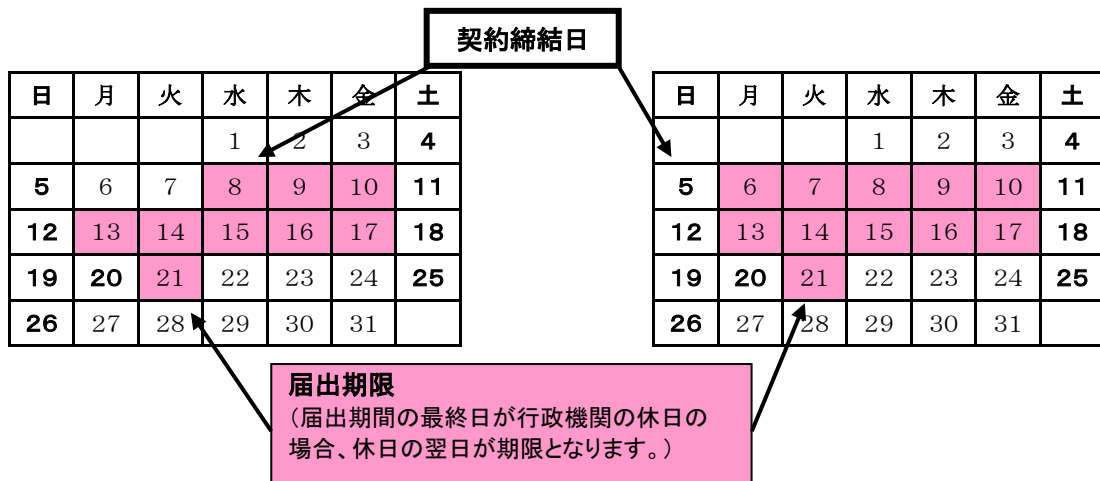 契約締結日
日 月 火 水 木 金 土
1 2 3 4
5 6 7 8 9 10 11
12 13 14 15 16 17 18
19 20 21 22 23 24 25
26 27 28 29 30 31
日 月 火 水 木 金 土
1 2 3 4
5 6 7 8 9 10 11
12 13 14 15 16 17 18
19 20 21 22 23 24 25
26 27 28 29 30 31
届出期限
（届出期間の最終日が行政機関の休日の
場合、休日の翌日が期限となります。）